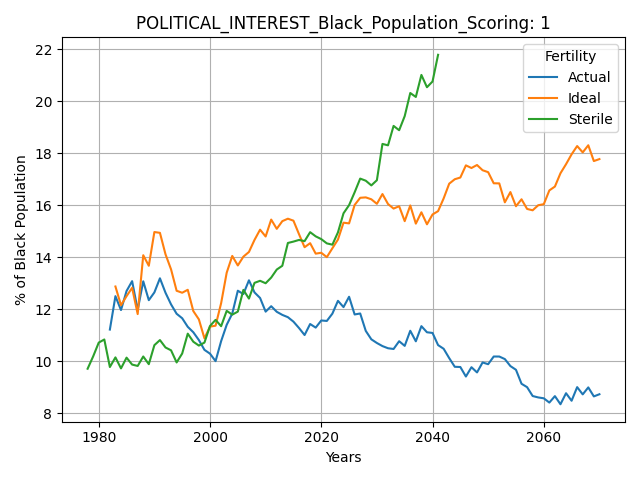 POLITICAL_INTEREST_Black_Population_Scoring: 1
Fertility
Actual
Ideal
Sterile
% of Black Population
22
20
18
16
14
12
10
8
1980 2000 2020 2040 2060
Years